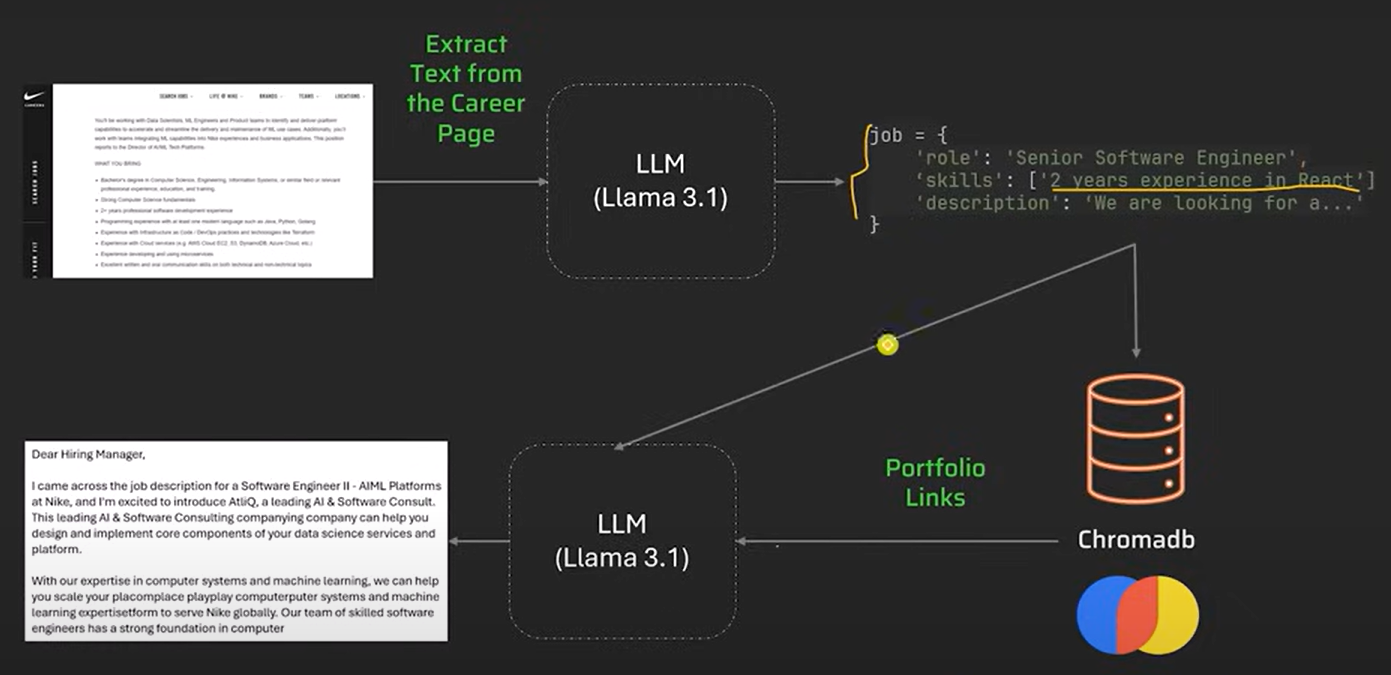 Extract
Text from
the Career
Page
CAREERS
SEARCH JOBS
LIFE @ NIKE
BRANDS
TEAMS
LOCATIONS
SEARCH JOBS
You'll be working with Data Scientists, ML Engineers and Product teams to identify and deliver platform
capabilities to accelerate and streamline the delivery and maintenance of ML use cases. Additionally, you'll
work with teams integrating ML capabilities into Nike experiences and business applications. This position
reports to the Director of AI/ML Tech Platforms.
WHAT YOU BRING
• Bachelor's degree in Computer Science, Engineering, Information Systems, or similar field or relevant
professional experience, education, and training.
• Strong Computer Science fundamentals
• 2+ years professional software development experience
• Programming experience with at least one modern language such as Java, Python, Golang
• Experience with Infrastructure as Code / DevOps practices and technologies like Terraform
• Experience with Cloud services (e.g. AWS Cloud EC2, S3, DynamoDB, Azure Cloud, etc.)
• Experience developing and using microservices
• Excellent written and oral communication skills on both technical and non-technical topics
LLM
(Llama 3.1)
job = {
'role': 'Senior Software Engineer',
'skills': ['2 years experience in React']
'description': 'We are looking for a...'
}
Dear Hiring Manager,
I came across the job description for a Software Engineer II - AIML Platforms
at Nike, and I'm excited to introduce AtliQ, a leading AI & Software Consult.
This leading AI & Software Consulting companying company can help you
design and implement core components of your data science services and
platform.
With our expertise in computer systems and machine learning, we can help
you scale your placomplace playplay computerputer systems and machine
learning expertisetform to serve Nike globally. Our team of skilled software
engineers has a strong foundation in computer
LLM
(Llama 3.1)
Portfolio
Links
Chromadb